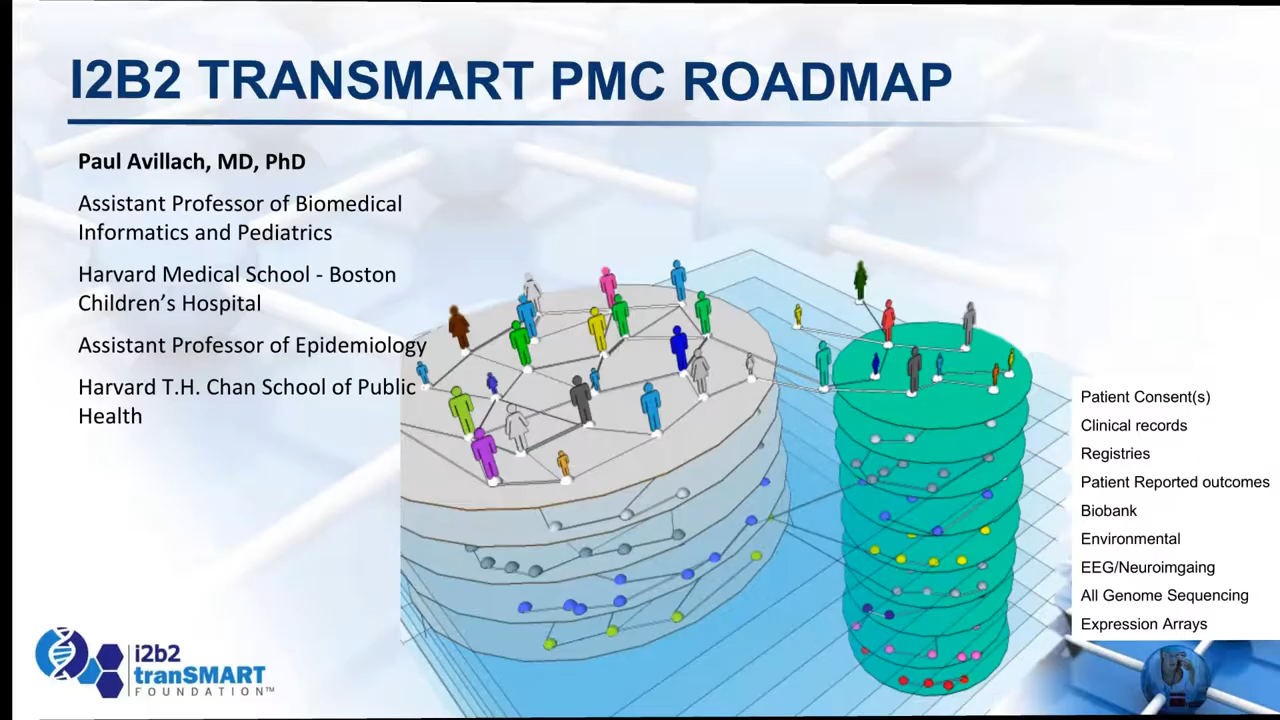 I2B2 TRANSMART PMC ROADMAP
Paul Avillach, MD, PhD
Assistant Professor of Biomedical
Informatics and Pediatrics
Harvard Medical School - Boston
Children's Hospital
Assistant Professor of Epidemiology
Harvard T.H. Chan School of Public
Health
Patient Consent(s)
Clinical records
Registries
Patient Reported outcomes
Biobank
Environmental
EEG/Neuroimgaing
All Genome Sequencing
Expression Arrays
i2b2
tranSMART
FOUNDATION™